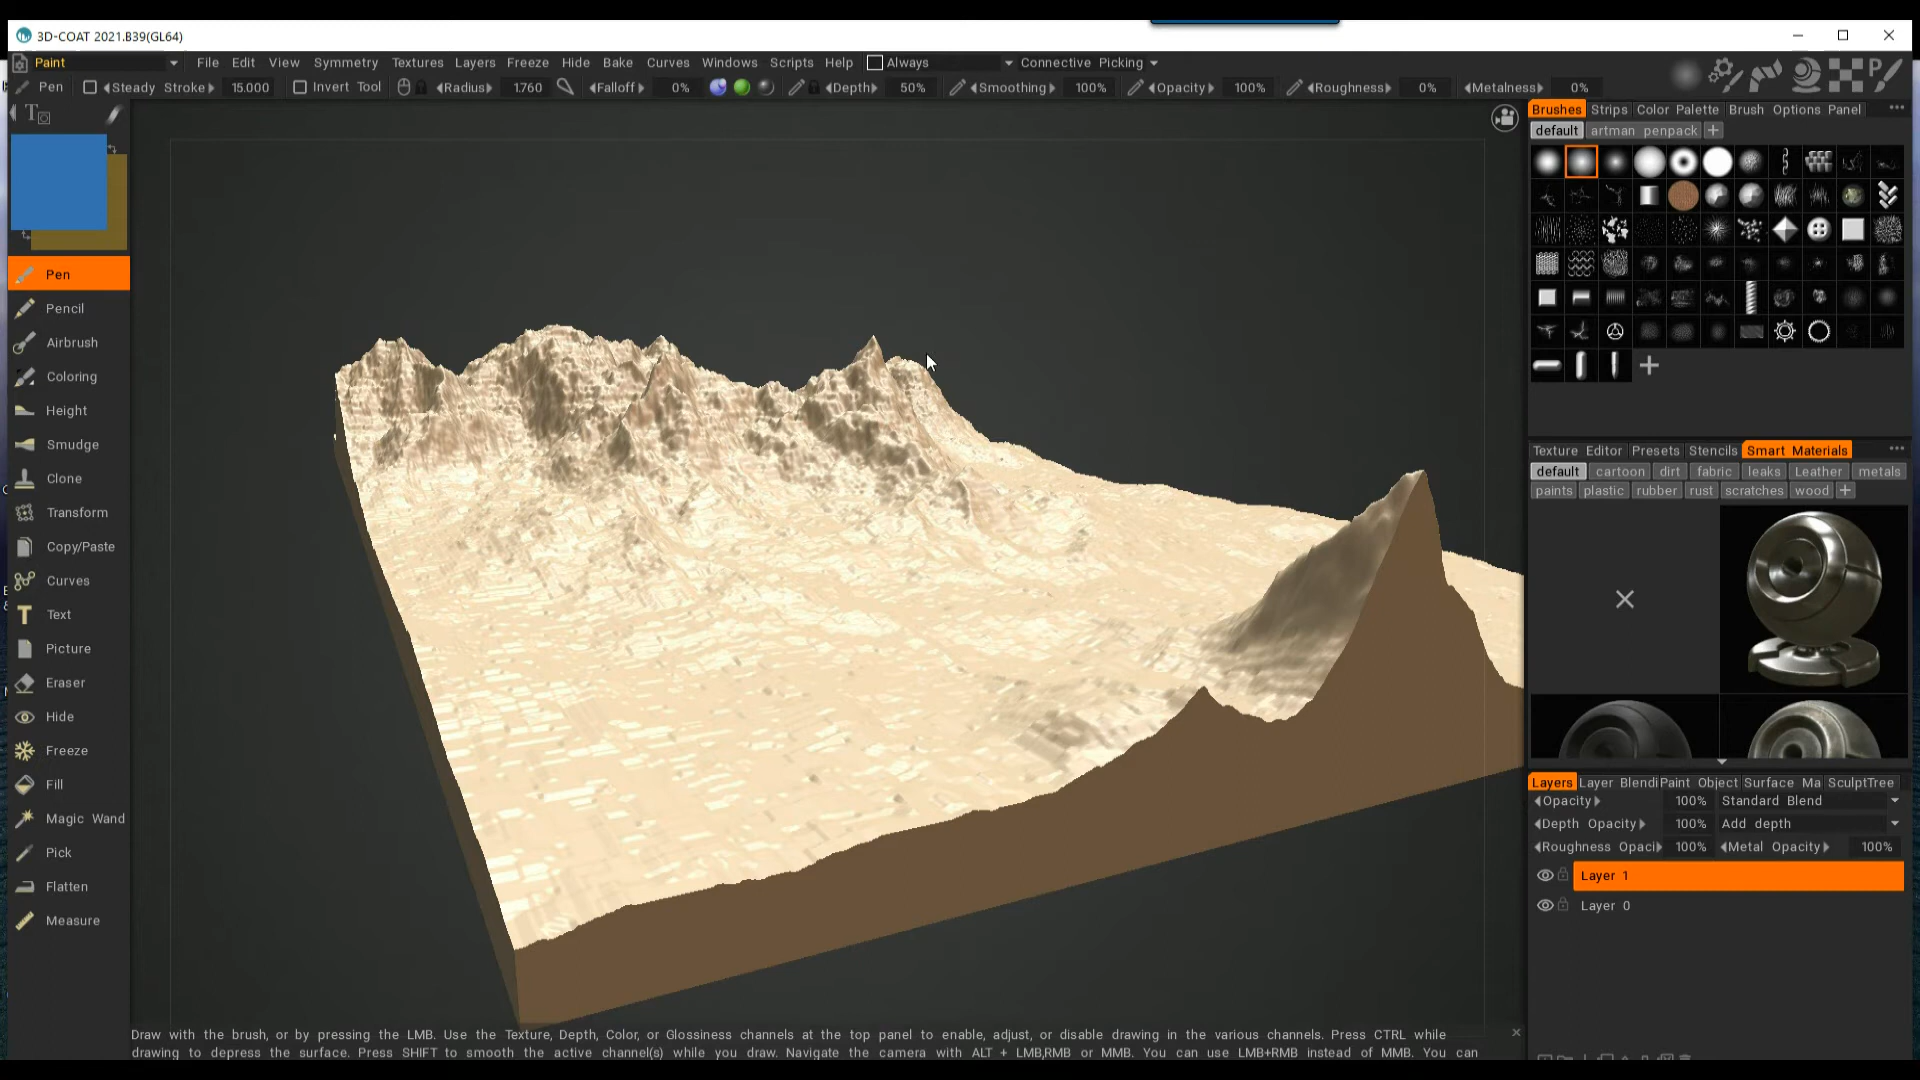 3D-COAT 2021.B39(GL64)
Paint File Edit View Symmetry Textures Layers Freeze Hide Bake Curves Windows Scripts Help Always Connective Picking
Pen Steady Stroke 15.000 Invert Tool Radius 1.760 Falloff 0% Depth 50% Smoothing 100% Opacity 100% Roughness 0% Metalness 0%
Brushes Strips Color Palette Brush Options Panel
default artman penpack
Pen
Pencil
Airbrush
Coloring
Height
Smudge
Clone
Transform
Copy/Paste
Curves
Text
Picture
Eraser
Hide
Freeze
Fill
Magic Wand
Pick
Flatten
Measure
Texture Editor Presets Stencils Smart Materials
default cartoon dirt fabric leaks Leather metals
paints plastic rubber rust scratches wood
Layers Layer Blendi Paint Object Surface Ma SculptTree
Opacity 100% Standard Blend
Depth Opacity 100% Add depth
Roughness Opaci 100% Metal Opacity 100%
Layer 1
Layer 0
Draw with the brush, or by pressing the LMB. Use the Texture, Depth, Color, or Glossiness channels at the top panel to enable, adjust, or disable drawing in the various channels. Press CTRL while
drawing to depress the surface. Press SHIFT to smooth the active channel(s) while you draw. Navigate the camera with ALT + LMB,RMB or MMB. You can use LMB+RMB instead of MMB. You can